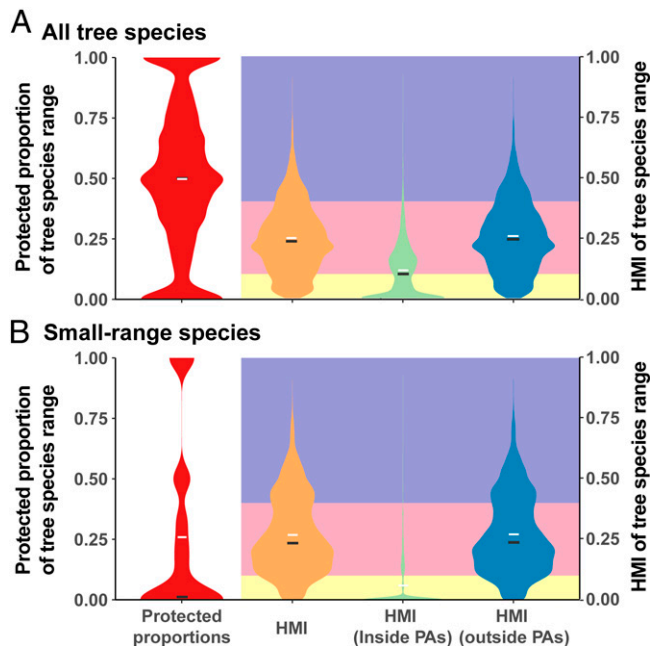 A All tree species
1.00
0.75
0.50
0.25
0.00
Protected proportion
of tree species range
1.00
0.75
0.50
0.25
0.00
HMI of tree species range
B Small-range species
1.00
0.75
0.50
0.25
0.00
Protected proportion
of tree species range
1.00
0.75
0.50
0.25
0.00
HMI of tree species range
Protected
proportions
HMI
HMI
(Inside PAs)
HMI
(outside PAs)